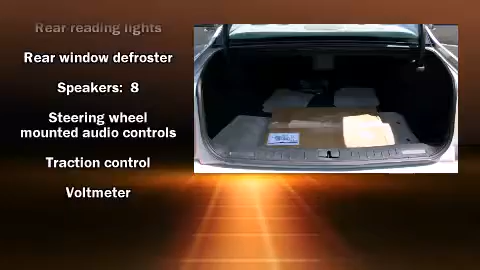 Rear reading lights
Rear window defroster
Speakers: 8
Steering wheel
mounted audio controls
Traction control
Voltmeter